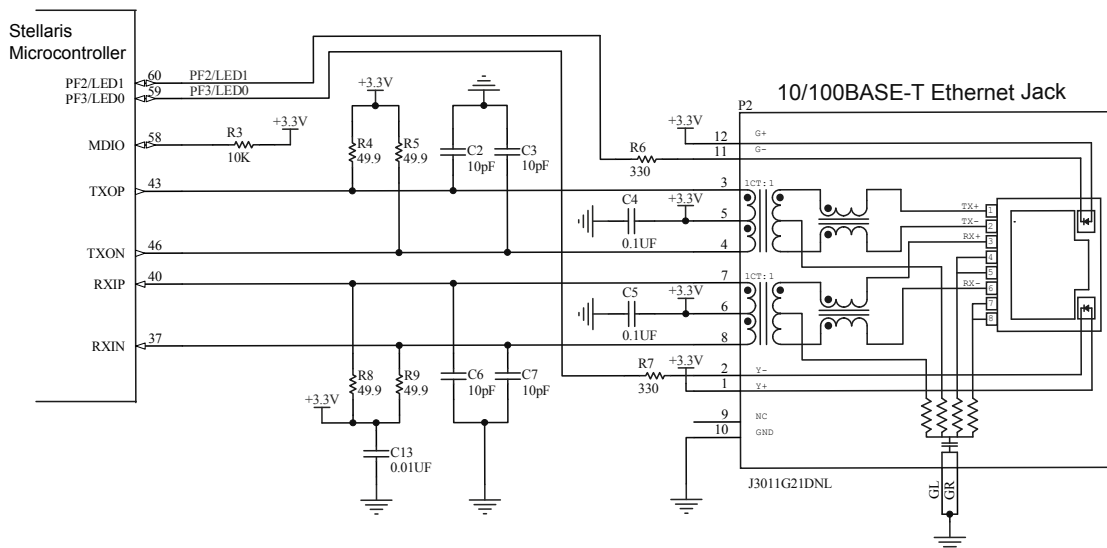 Stellaris
Microcontroller
PF2/LED1
60
PF2/LED1
PF3/LED0
59
PF3/LED0
MDIO
58
R3
10K
+3.3V
TXOP
43
TXON
46
RXIP
40
RXIN
37
+3.3V
R4
49.9
R5
49.9
C2
10pF
C3
10pF
R6
330
+3.3V
C4
0.1UF
+3.3V
C5
0.1UF
+3.3V
R7
330
+3.3V
R8
49.9
R9
49.9
+3.3V
C6
10pF
C7
10pF
C13
0.01UF
10/100BASE-T Ethernet Jack
P2
12
G+
11
G-
3
1CT:1
5
4
7
1CT:1
6
8
2
Y-
1
Y+
9
NC
10
GND
TX+
1
TX-
2
RX+
3
4
5
RX-
6
7
8
GL
GR
J3011G21DNL